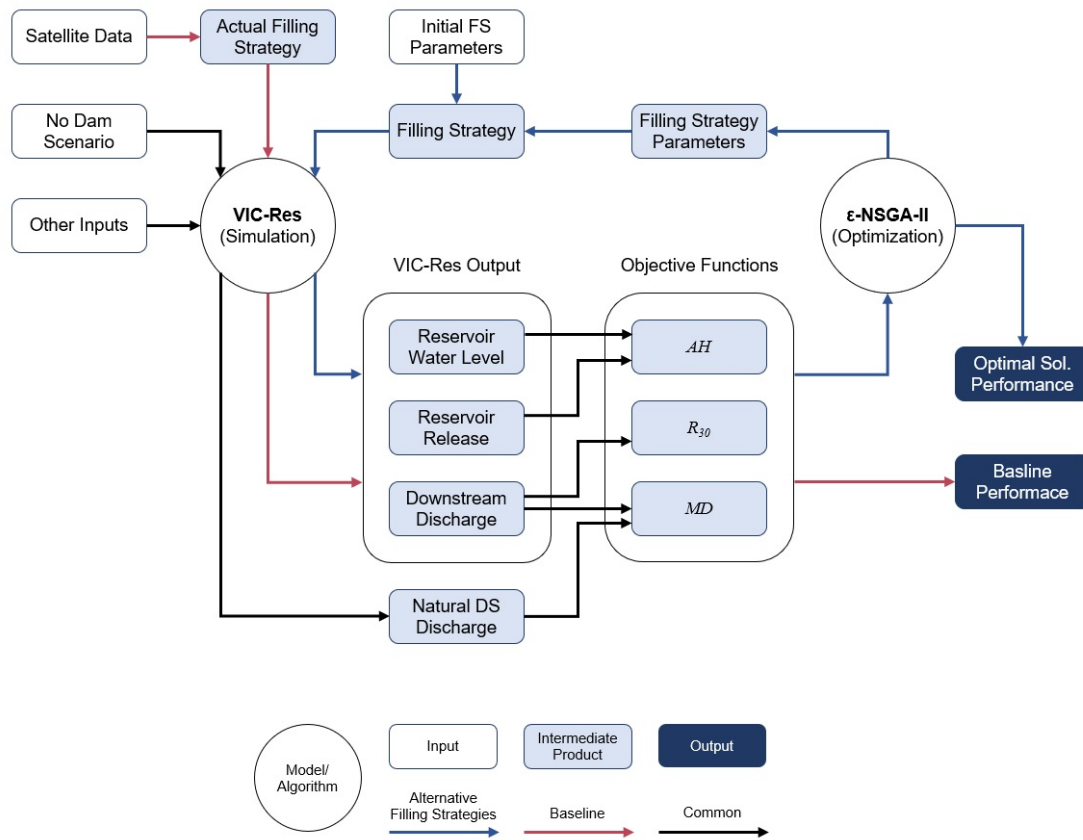 Satellite Data
Actual Filling
Strategy
Initial FS
Parameters
No Dam
Scenario
Filling Strategy
Filling Strategy
Parameters
Other Inputs
VIC-Res
(Simulation)
ε-NSGA-II
(Optimization)
VIC-Res Output
Objective Functions
Reservoir
Water Level
AH
Optimal Sol.
Performance
Reservoir
Release
R30
Downstream
Discharge
MD
Basline
Performace
Natural DS
Discharge
Model/
Algorithm
Input
Intermediate
Product
Output
Alternative
Filling Strategies
Baseline
Common